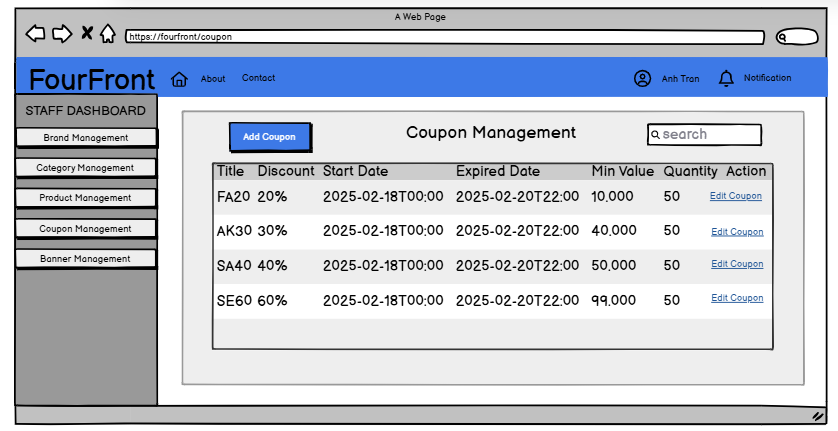 A Web Page
https://fourfront/coupon
FourFront About Contact Anh Tran Notification
STAFF DASHBOARD
Brand Management
Category Management
Product Management
Coupon Management
Banner Management
Add Coupon Coupon Management search
Title Discount Start Date Expired Date Min Value Quantity Action
FA20 20% 2025-02-18T00:00 2025-02-20T22:00 10,000 50 Edit Coupon
AK30 30% 2025-02-18T00:00 2025-02-20T22:00 40,000 50 Edit Coupon
SA40 40% 2025-02-18T00:00 2025-02-20T22:00 50,000 50 Edit Coupon
SE60 60% 2025-02-18T00:00 2025-02-20T22:00 99,000 50 Edit Coupon